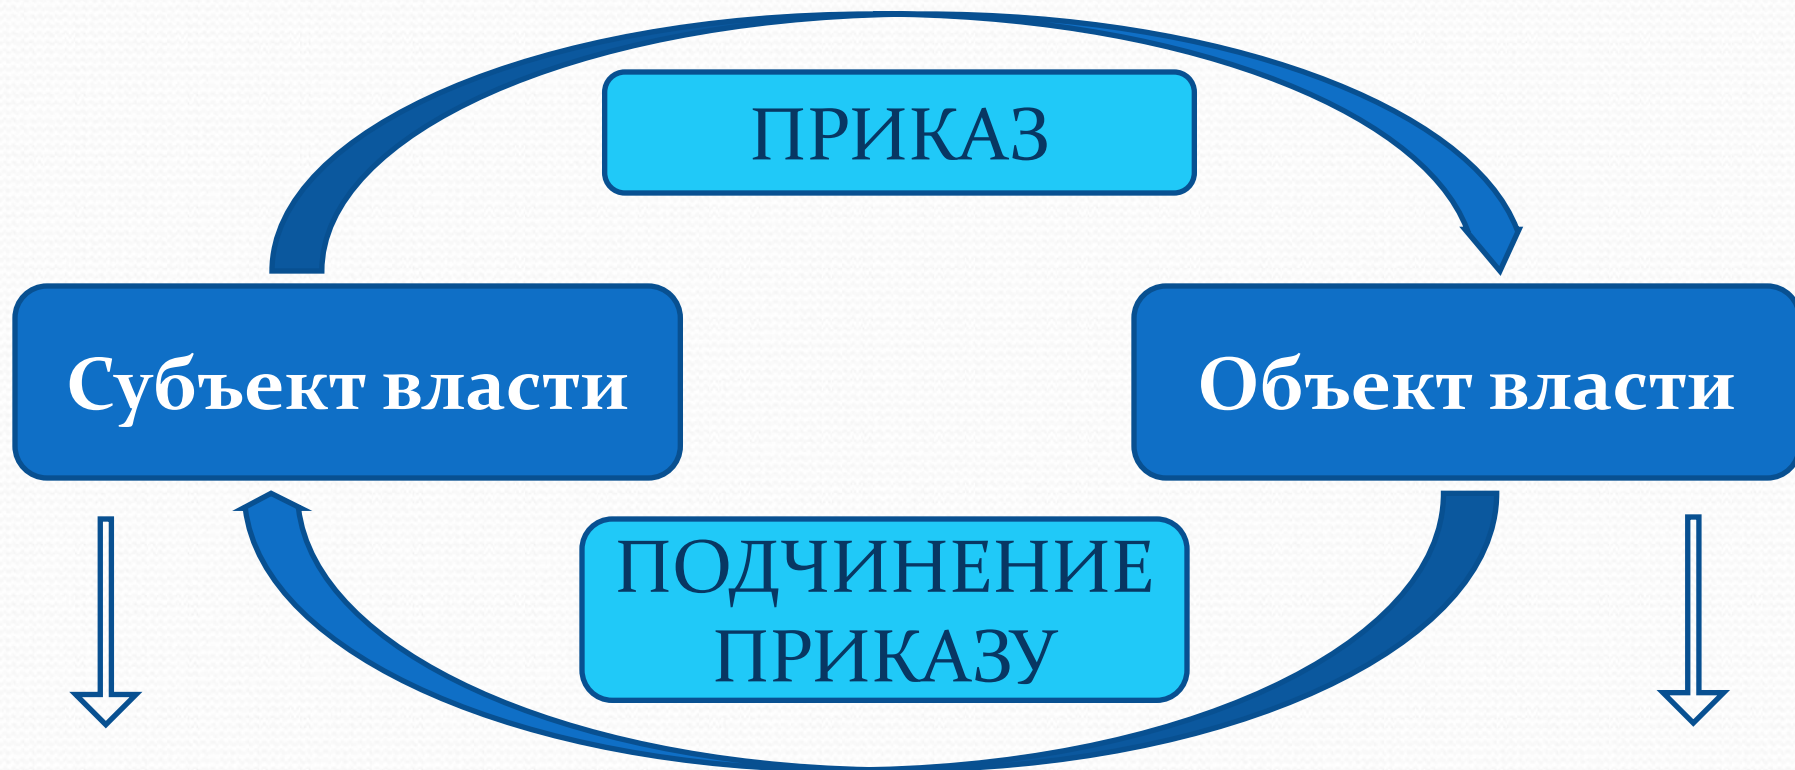 ПРИКАЗ
Субъект власти
Объект власти
ПОДЧИНЕНИЕ
ПРИКАЗУ